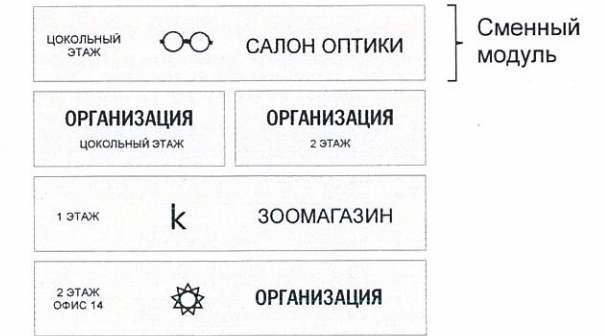 ЦОКОЛЬНЫЙ
ЭТАЖ
САЛОН ОПТИКИ
Сменный
модуль
ОРГАНИЗАЦИЯ
ЦОКОЛЬНЫЙ ЭТАЖ
ОРГАНИЗАЦИЯ
2 ЭТАЖ
1 ЭТАЖ
k
ЗООМАГАЗИН
2 ЭТАЖ
ОФИС 14
ОРГАНИЗАЦИЯ